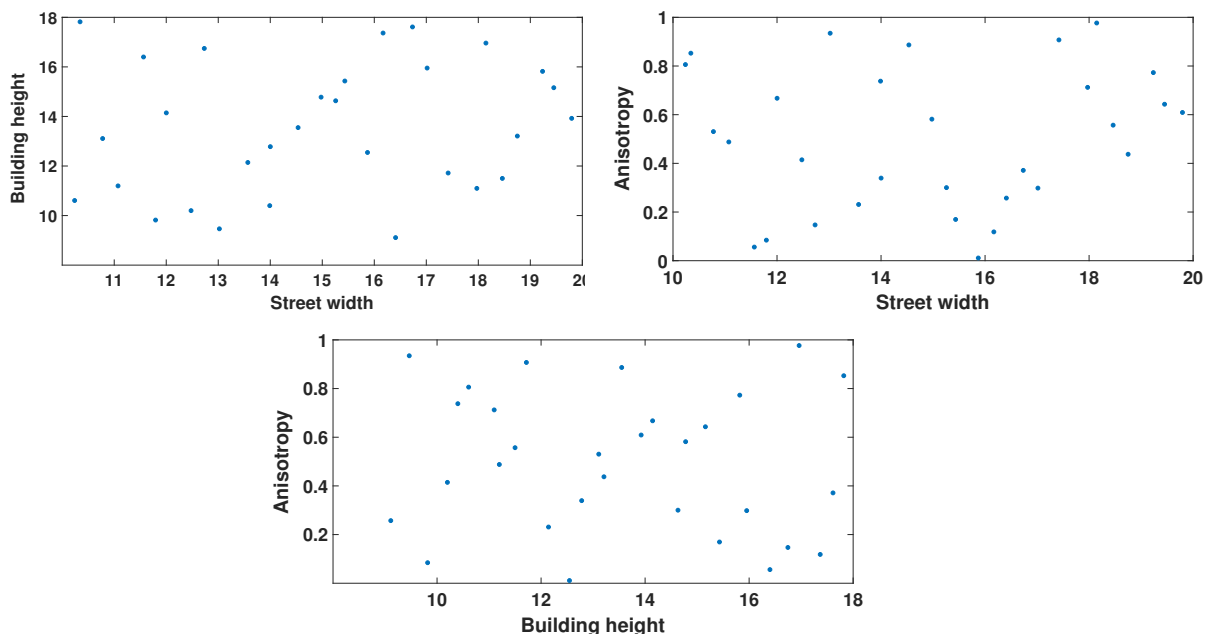 18
16
14
12
10
Building height
11 12 13 14 15 16 17 18 19 20
Street width
1
0.8
0.6
0.4
0.2
0
Anisotropy
10 12 14 16 18 20
Street width
1
0.8
0.6
0.4
0.2
Anisotropy
10 12 14 16 18
Building height